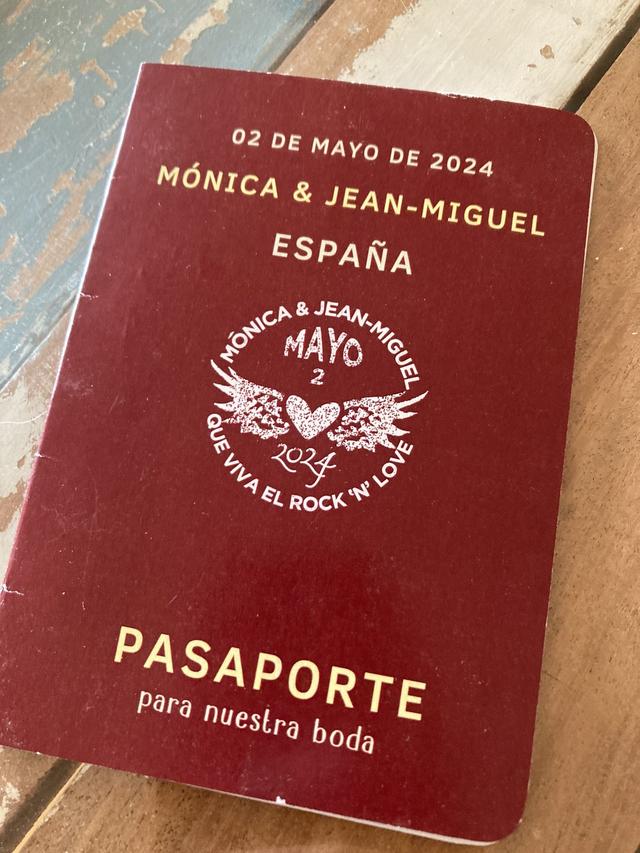 02 DE MAYO DE 2024
MÓNICA & JEAN-MIGUEL
ESPAÑA
MÓNICA & JEAN-MIGUEL
MAYO
2
2024
QUE VIVA EL ROCK 'N' LOVE
PASAPORTE
para nuestra boda